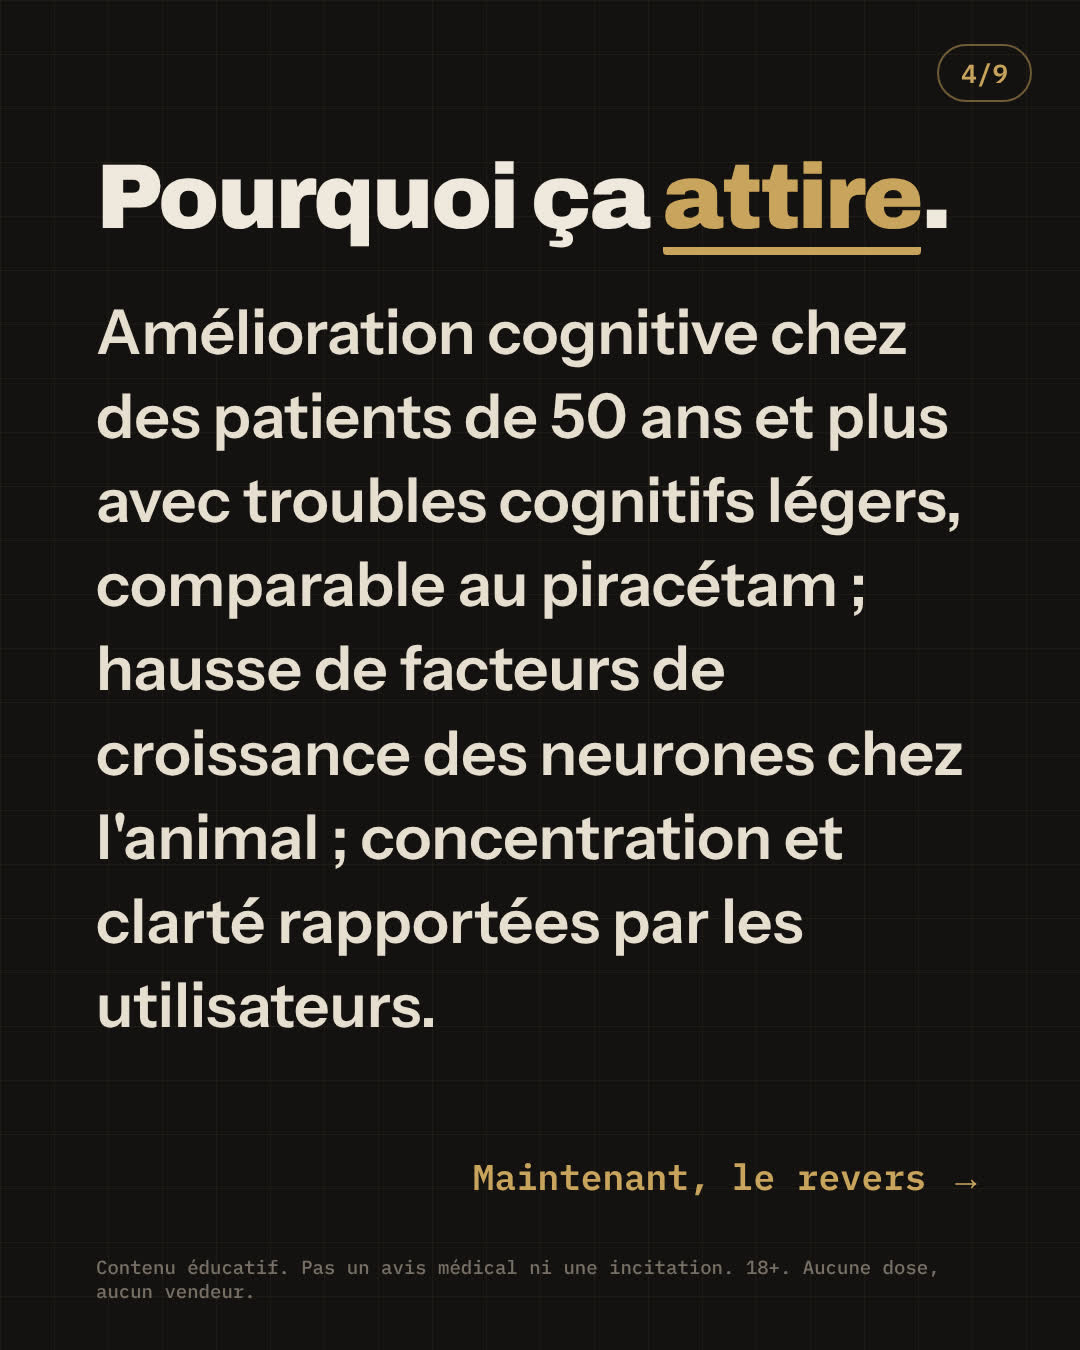 4/9
Pourquoi ça attire.
Amélioration cognitive chez
des patients de 50 ans et plus
avec troubles cognitifs légers,
comparable au piracétam ;
hausse de facteurs de
croissance des neurones chez
l'animal ; concentration et
clarté rapportées par les
utilisateurs.
Maintenant, le revers →
Contenu éducatif. Pas un avis médical ni une incitation. 18+. Aucune dose,
aucun vendeur.